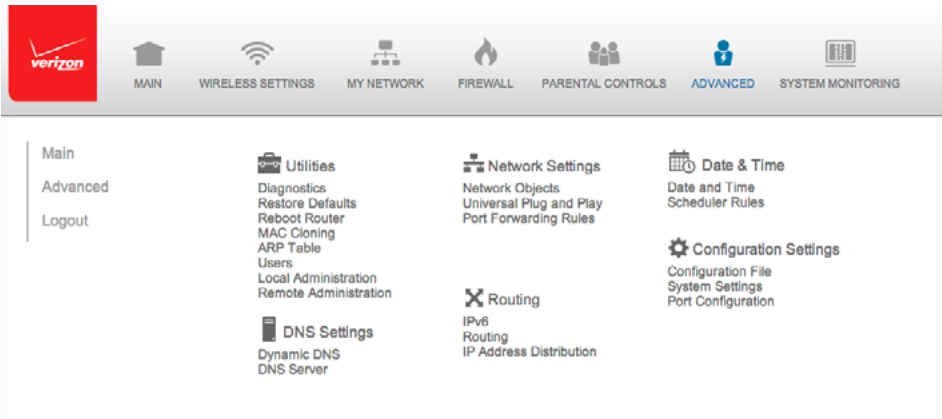 verizon
MAIN
WIRELESS SETTINGS
MY NETWORK
FIREWALL
PARENTAL CONTROLS
ADVANCED
SYSTEM MONITORING
Main
Advanced
Logout
Utilities
Diagnostics
Restore Defaults
Reboot Router
MAC Cloning
ARP Table
Users
Local Administration
Remote Administration
DNS Settings
Dynamic DNS
DNS Server
Network Settings
Network Objects
Universal Plug and Play
Port Forwarding Rules
Routing
IPv6
Routing
IP Address Distribution
Date & Time
Date and Time
Scheduler Rules
Configuration Settings
Configuration File
System Settings
Port Configuration